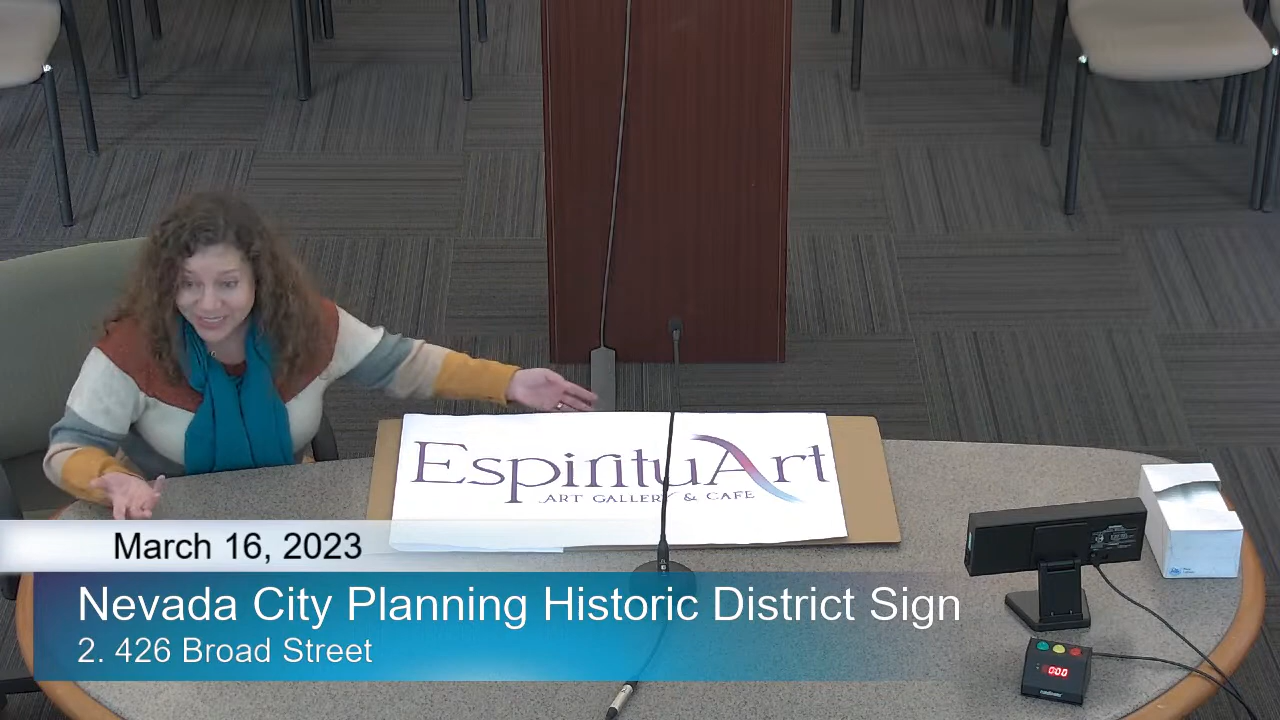 EspirituArt
ART GALLERY & CAFE
March 16, 2023
Nevada City Planning Historic District Sign
2. 426 Broad Street
0:00